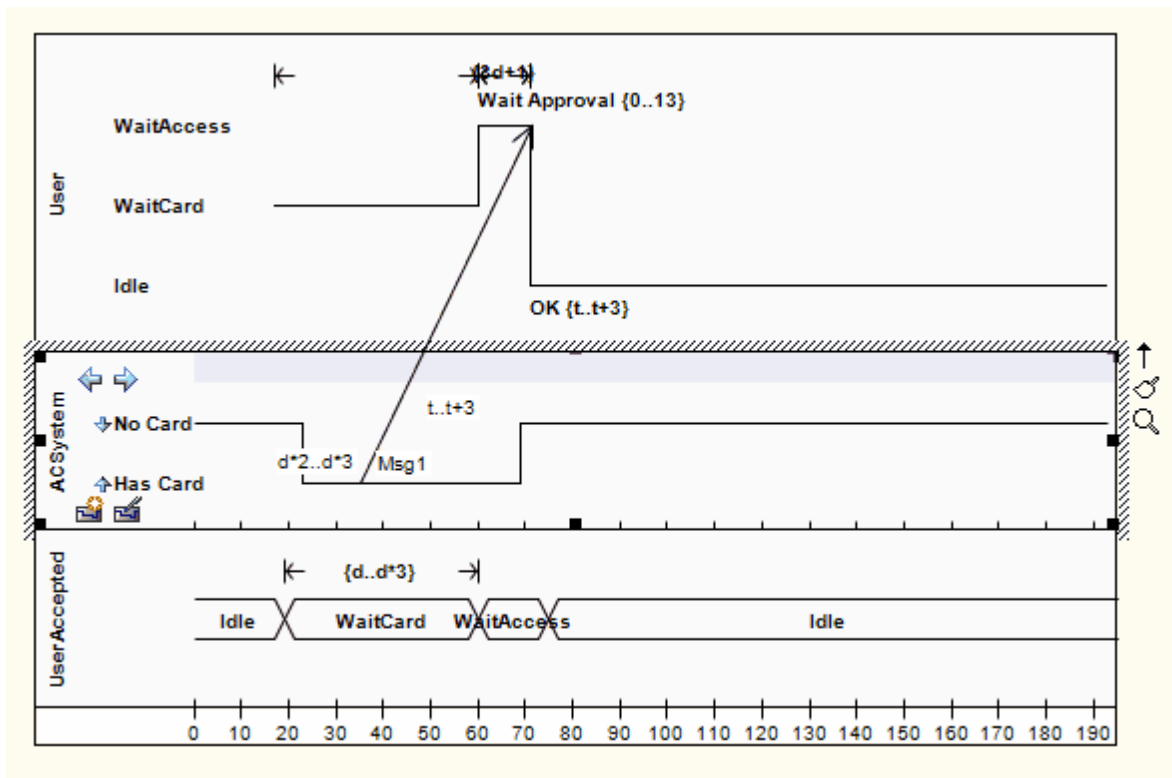 {3d+1}
Wait Approval {0..13}
WaitAccess
User
WaitCard
Idle
OK {t..t+3}
ACSystem
t..t+3
No Card
d*2..d*3
Msg1
Has Card
UserAccepted
{d..d*3}
Idle
WaitCard
WaitAccess
Idle
0 10 20 30 40 50 60 70 80 90 100 110 120 130 140 150 160 170 180 190